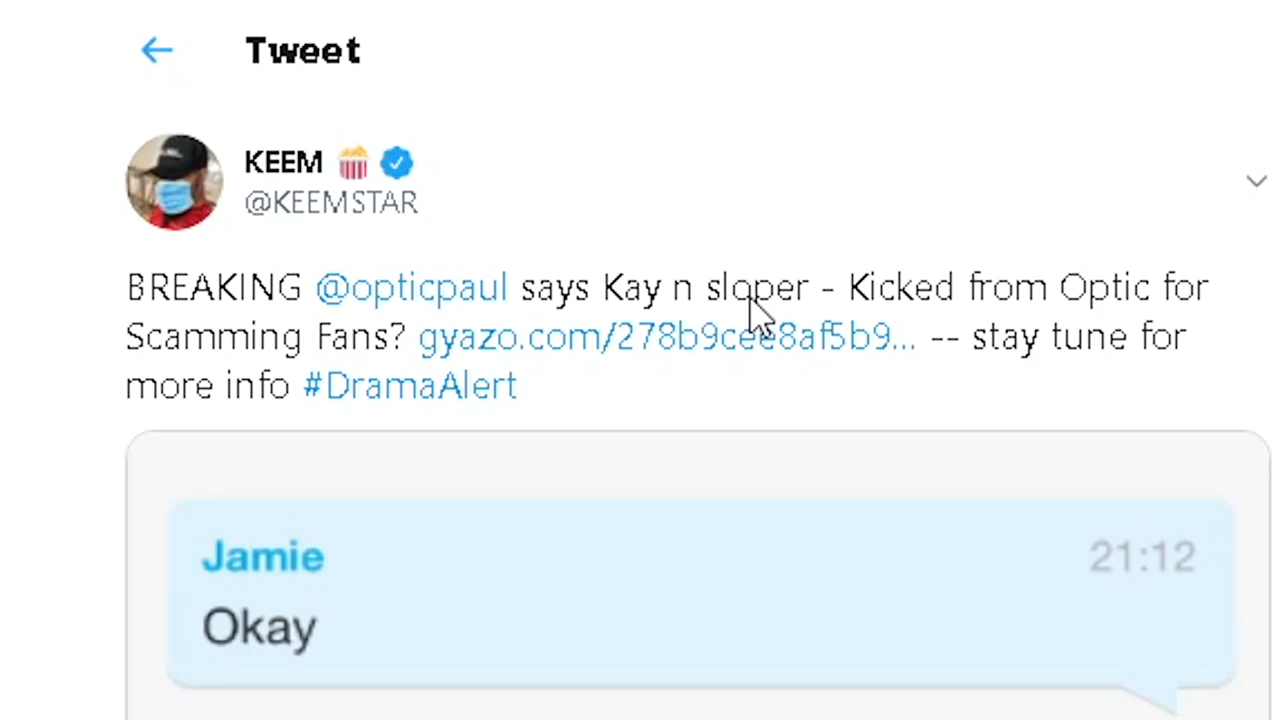 Tweet
KEEM 🍿
@KEEMSTAR
BREAKING @opticpaul says Kay n sloper - Kicked from Optic for
Scamming Fans? gyazo.com/278b9cee8af5b9... -- stay tune for
more info #DramaAlert
Jamie 21:12
Okay